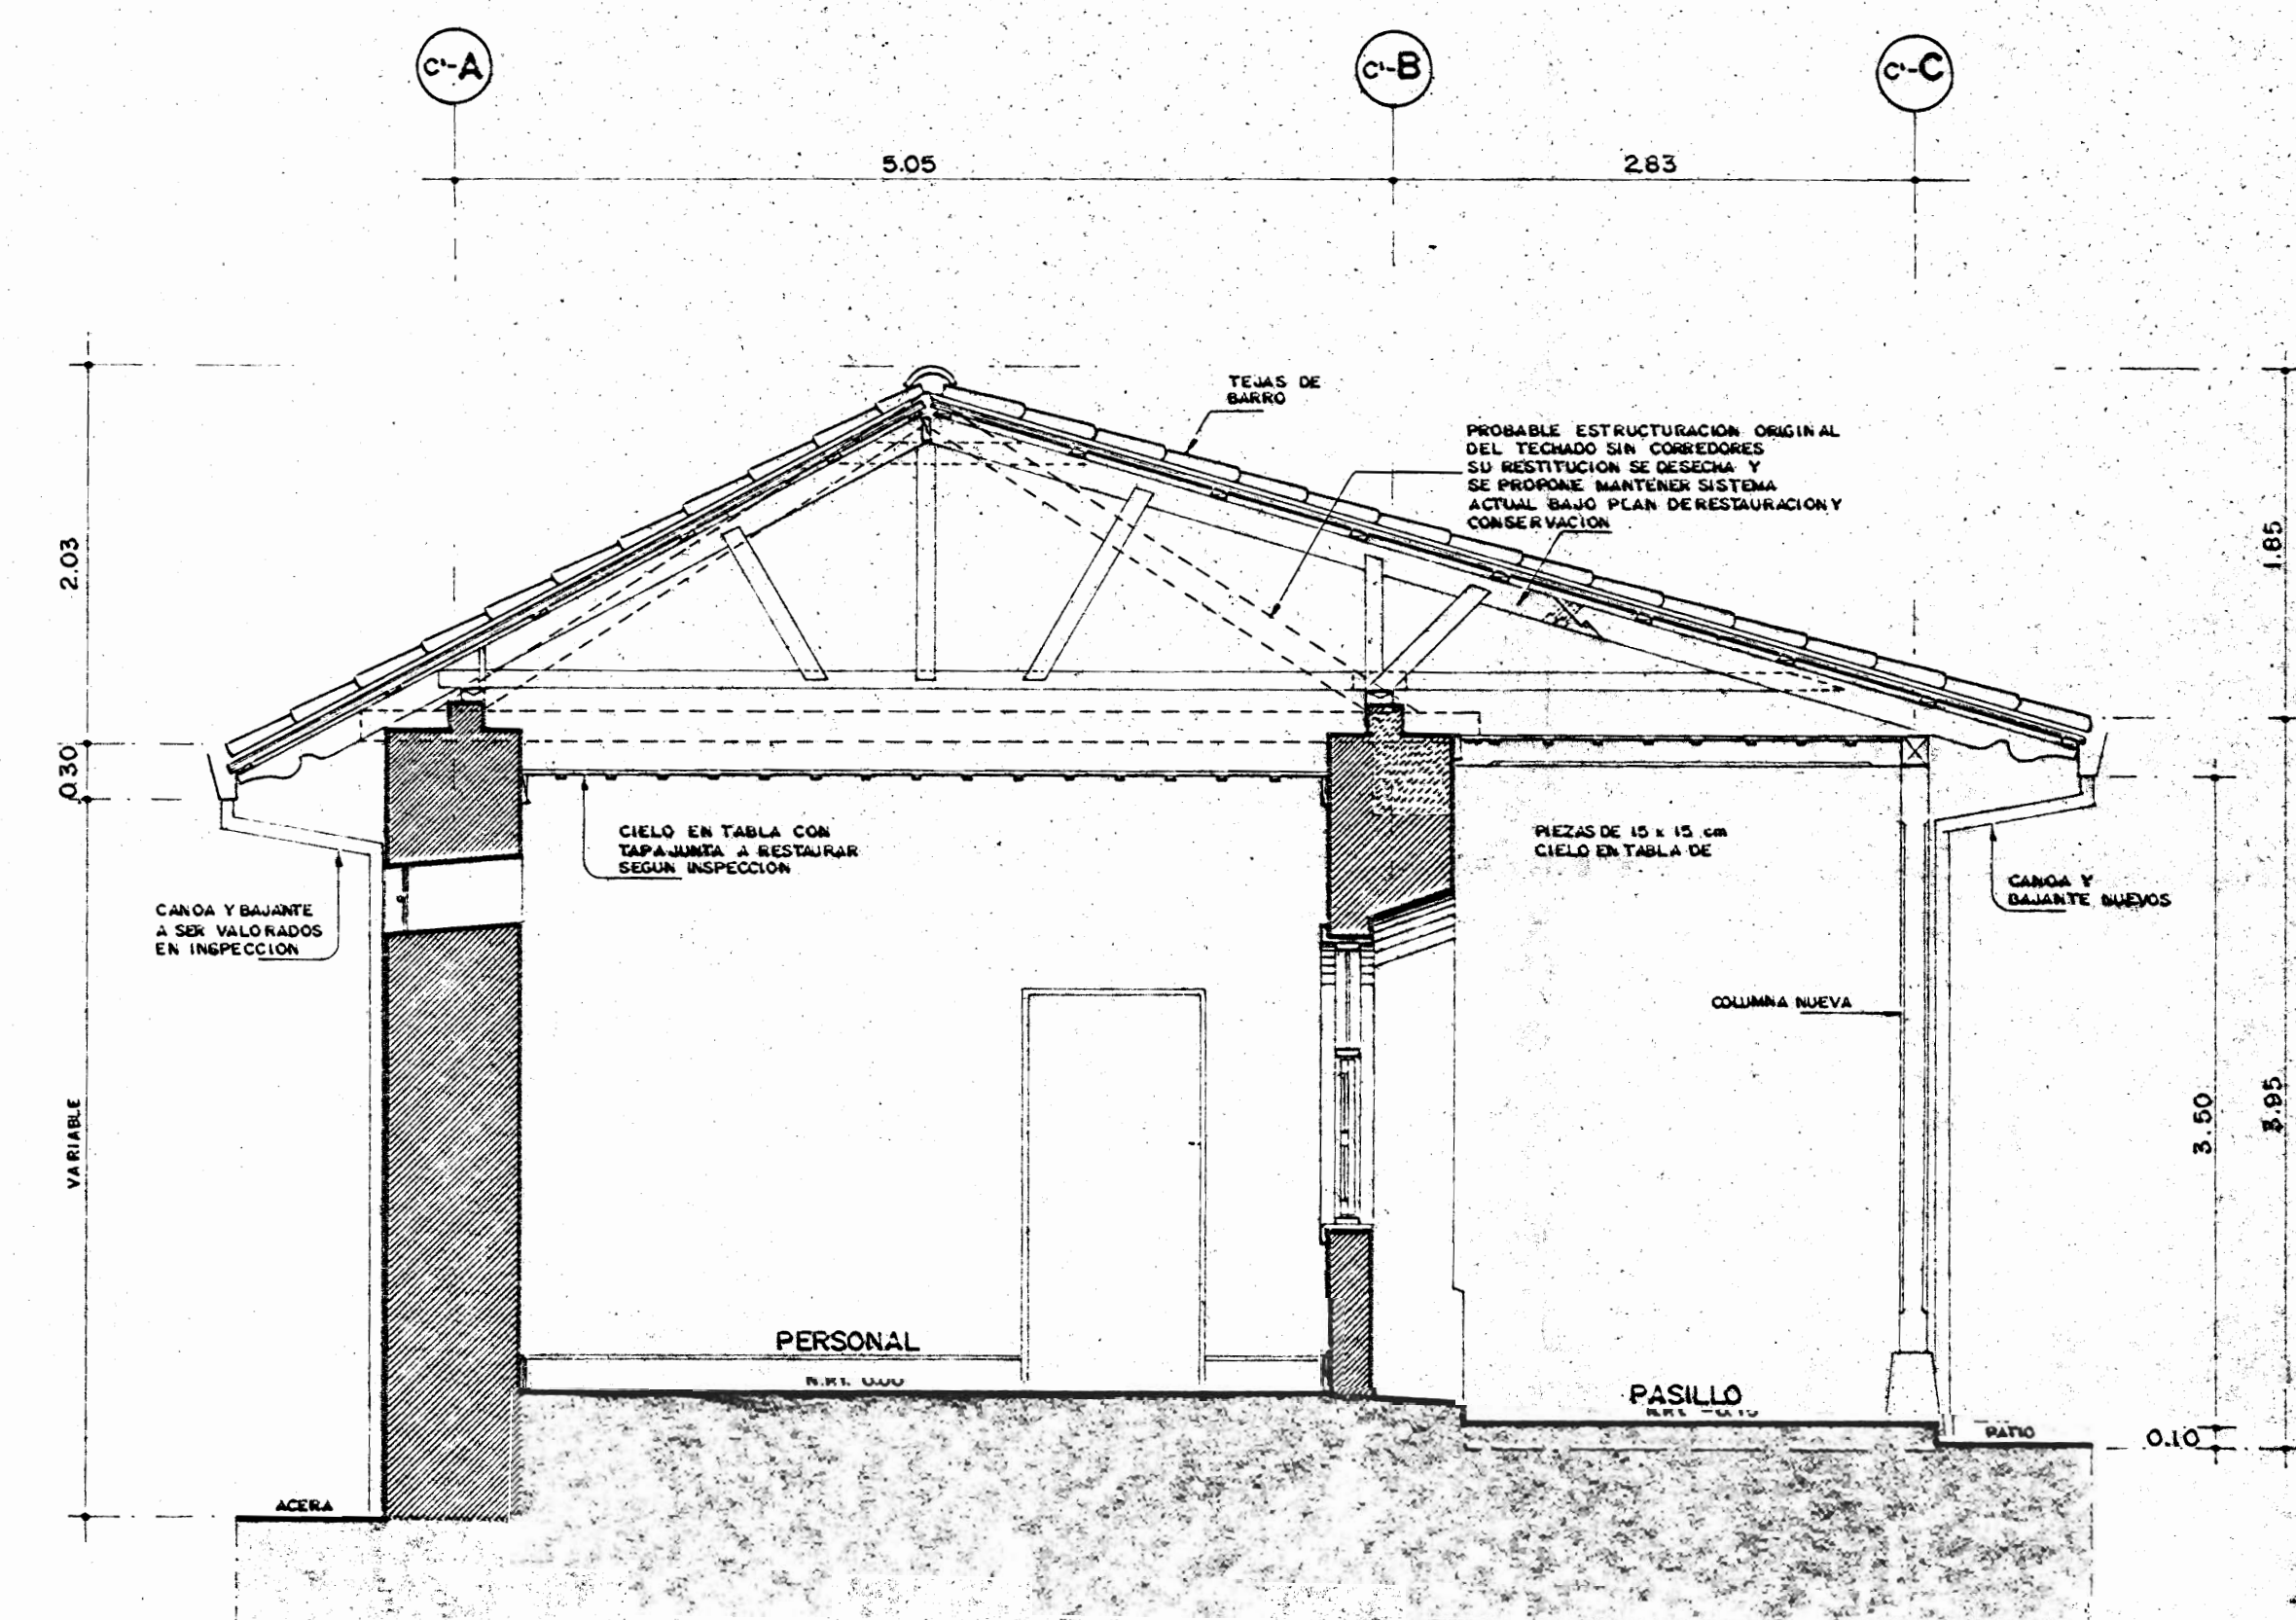 C'-A
C'-B
C'-C
5.05
2.83
TEJAS DE
BARRO
PROBABLE ESTRUCTURACION ORIGINAL
DEL TECHADO SIN CORREDORES
SU RESTITUCION SE DESECHA Y
SE PROPONE MANTENER SISTEMA
ACTUAL BAJO PLAN DE RESTAURACION Y
CONSERVACION
2.03
1.85
0.30
CIELO EN TABLA CON
TAPAJUNTA A RESTAURAR
SEGUN INSPECCION
PIEZAS DE 15 x 15 cm
CIELO EN TABLA DE
CANOA Y BAJANTE
A SER VALORADOS
EN INSPECCION
CANOA Y
BAJANTE NUEVOS
COLUMNA NUEVA
VARIABLE
3.50
3.95
PERSONAL
N.P.T. 0.00
PASILLO
PATIO
0.10
ACERA